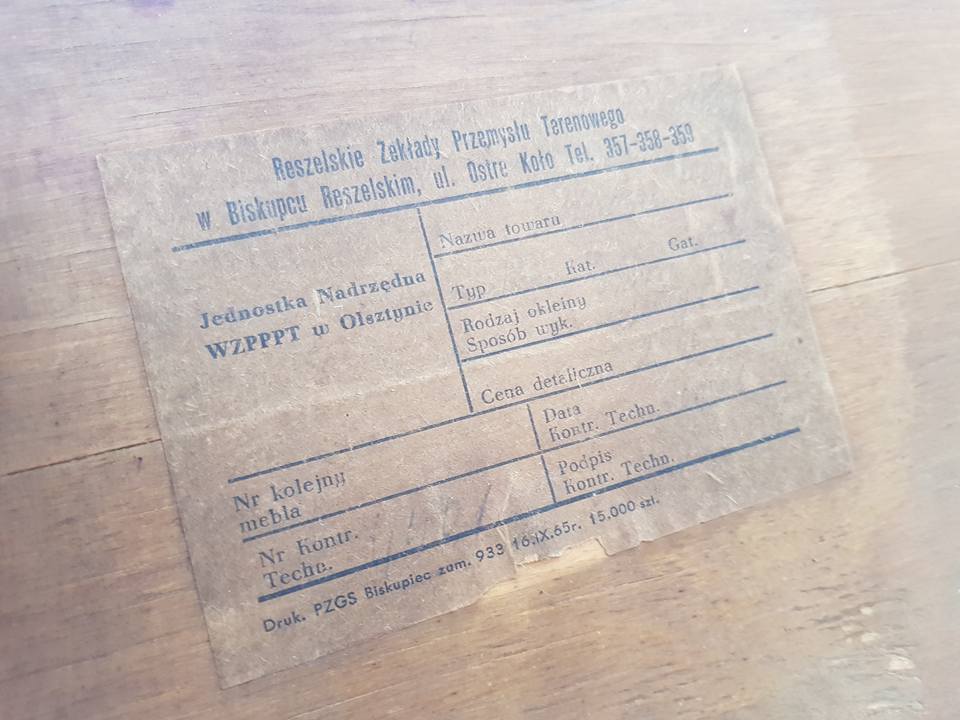 Reszelskie Zekłady Przemysłu Terenowego
w Biskupcu Reszelskim, ul. Ostre Koło Tel. 357-358-359
Jednostka Nadrzędna
WZPPPT w Olsztynie
Nazwa towaru
Typ Kat. Gat.
Rodzaj okleiny
Sposób wyk.
Cena detaliczna
Nr kolejny
mebla
Data
Kontr. Techn.
Nr Kontr.
Techn.
Podpis
Kontr. Techn.
Druk. PZGS Biskupiec zam. 933 16.IX.65r. 15.000 szt.